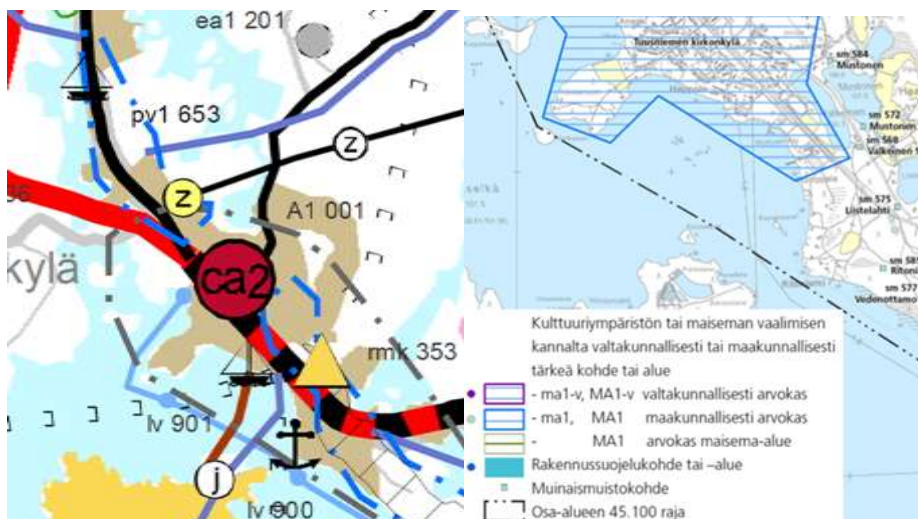 ea1 201
pv1 653
z
z
A1 001
kylä
ca2
rmk 353
lv 901
j
lv 900
Tuusniemen kirkonkylä
sm 584
Mustonen
sm 572
Mustonen
sm 568
Valkeinen 1
sm 575
Liistelahti
Ritoni
sm 577
Vedenottamo
Kulttuuriympäristön tai maiseman vaalimisen
kannalta valtakunnallisesti tai maakunnallisesti
tärkeä kohde tai alue
- ma1-v, MA1-v valtakunnallisesti arvokas
- ma1, MA1 maakunnallisesti arvokas
- MA1 arvokas maisema-alue
Rakennussuojelukohde tai –alue
Muinaismuistokohde
Osa-alueen 45.100 raja